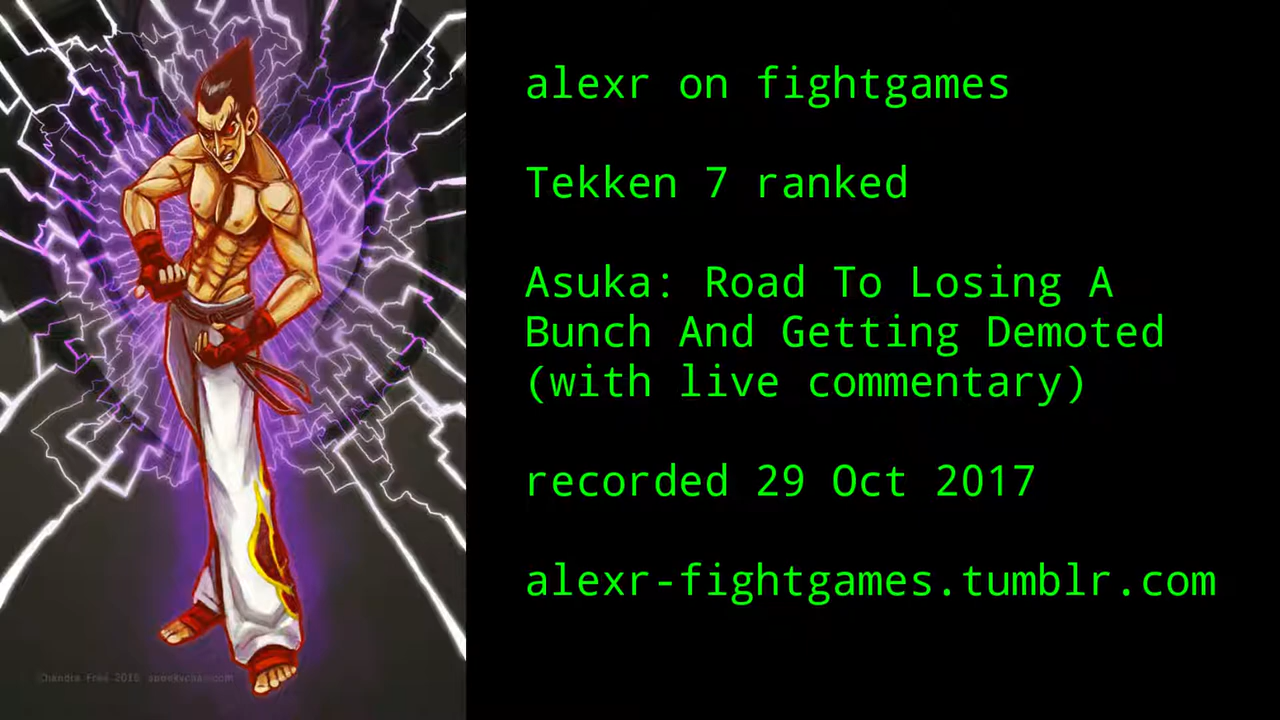 alexr on fightgames
Tekken 7 ranked
Asuka: Road To Losing A
Bunch And Getting Demoted
(with live commentary)
recorded 29 Oct 2017
alexr-fightgames.tumblr.com